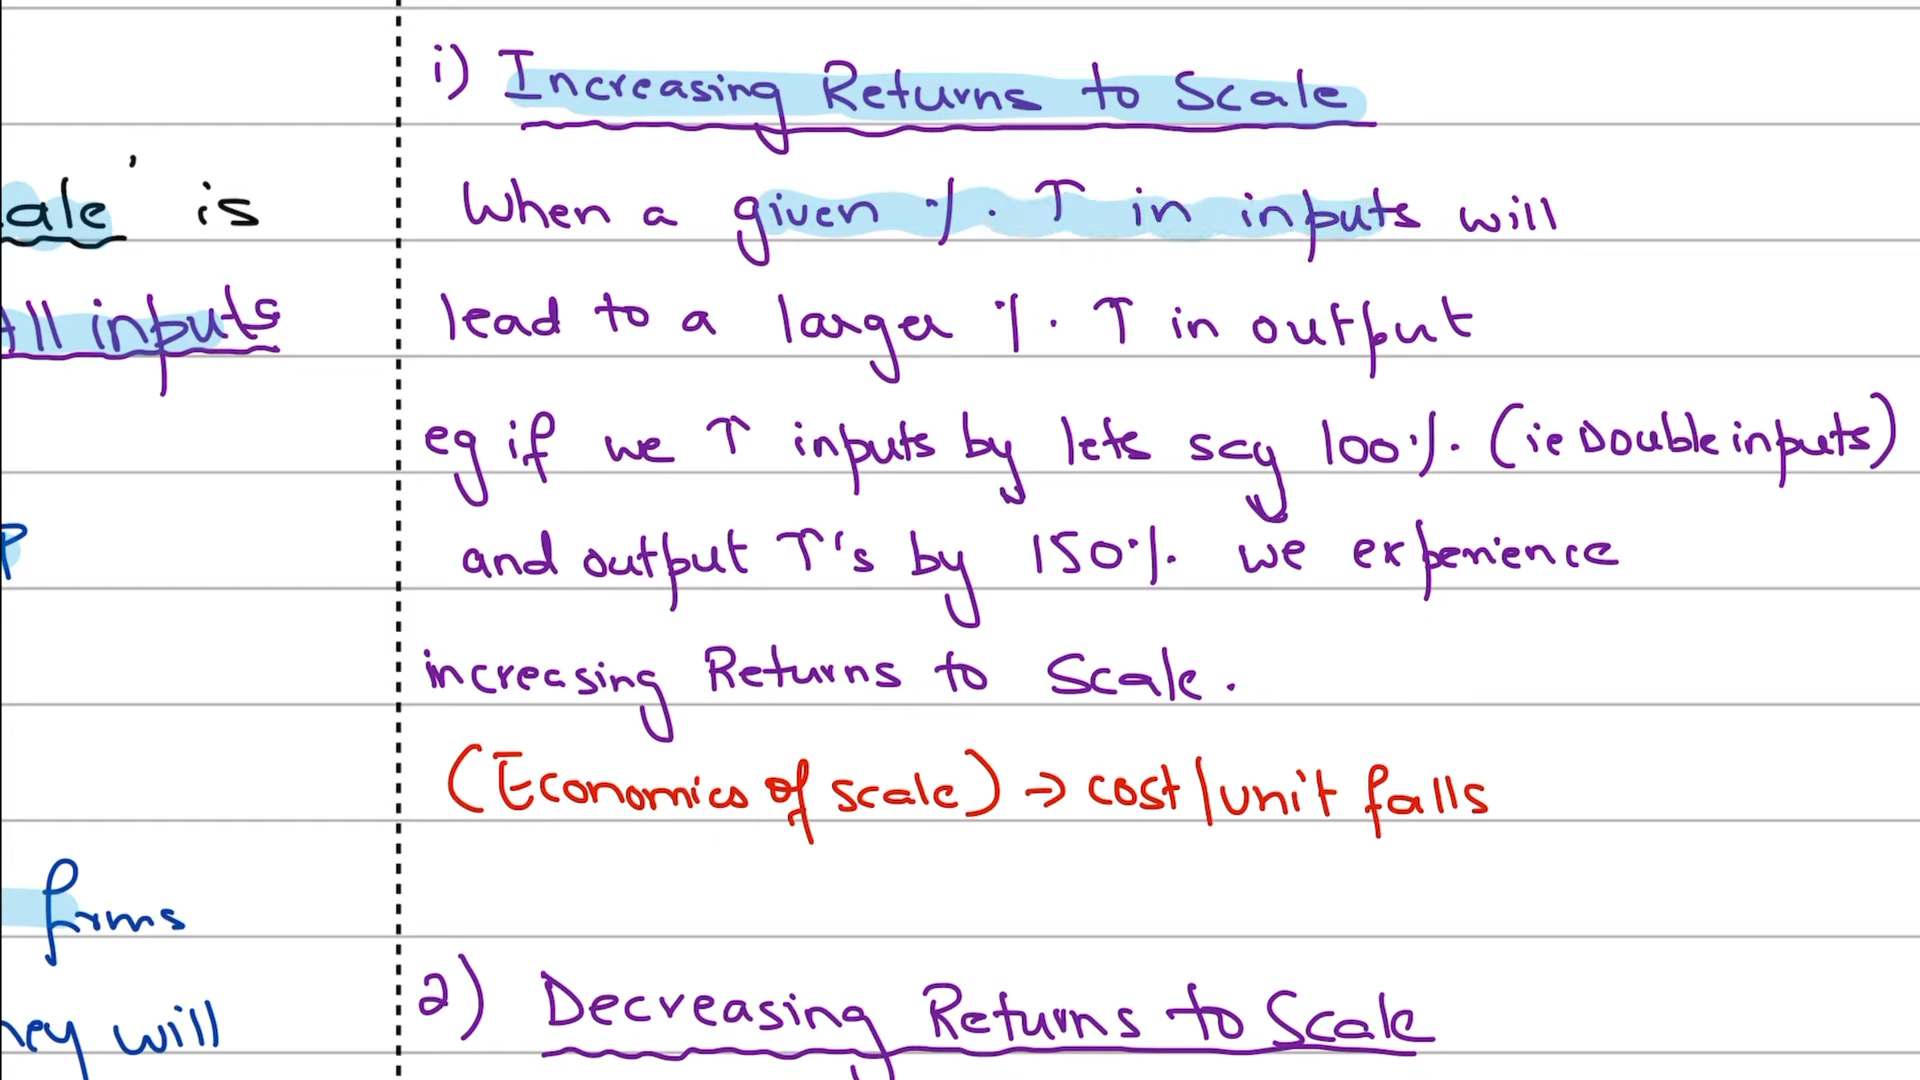 ale' is
All inputs
P
firms
hey will
i) Increasing Returns to Scale
When a given %. ↑ in inputs will
lead to a larger %. ↑ in output
eg if we ↑ inputs by lets say 100%. (ie Double inputs)
and output ↑'s by 150%. we experience
increasing Returns to Scale.
(Economics of scale) → cost/unit falls
2) Decreasing Returns to Scale